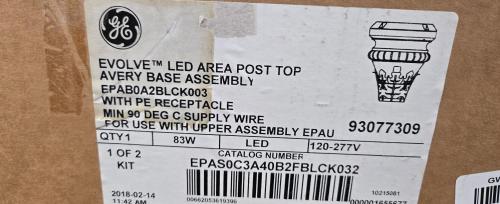 GE
EVOLVE™ LED AREA POST TOP
AVERY BASE ASSEMBLY
EPAB0A2BLCK003
WITH PE RECEPTACLE
MIN 90 DEG C SUPPLY WIRE
FOR USE WITH UPPER ASSEMBLY EPAU 93077309
QTY1 83W LED 120-277V
1 OF 2 CATALOG NUMBER
KIT EPAS0C3A40B2FBLCK032
2018-02-14 10215081
11:42 AM 00662053619396